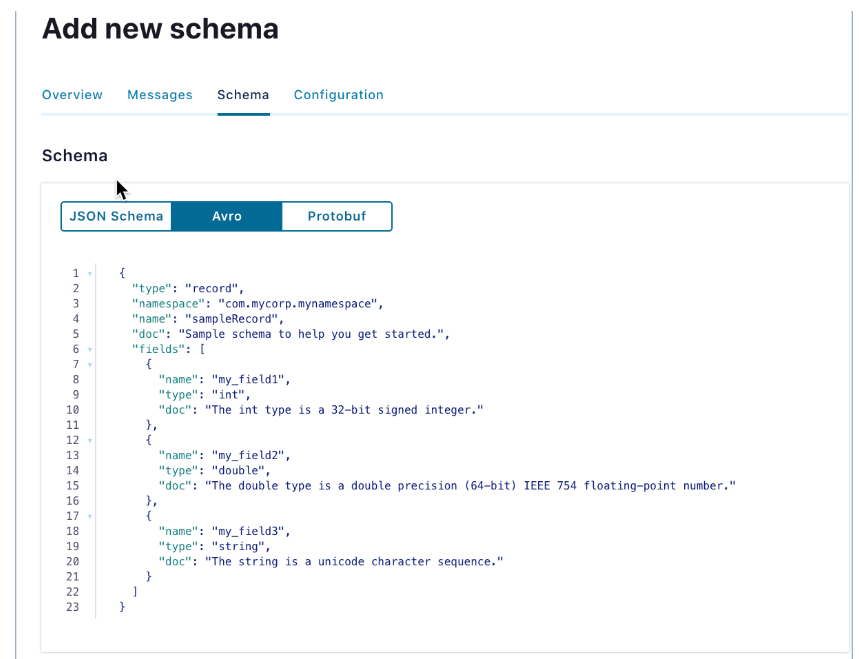 Add new schema
Overview Messages Schema Configuration
Schema
JSON Schema Avro Protobuf
1 {
2 "type": "record",
3 "namespace": "com.mycorp.mynamespace",
4 "name": "sampleRecord",
5 "doc": "Sample schema to help you get started.",
6 "fields": [
7 {
8 "name": "my_field1",
9 "type": "int",
10 "doc": "The int type is a 32-bit signed integer."
11 },
12 {
13 "name": "my_field2",
14 "type": "double",
15 "doc": "The double type is a double precision (64-bit) IEEE 754 floating-point number."
16 },
17 {
18 "name": "my_field3",
19 "type": "string",
20 "doc": "The string is a unicode character sequence."
21 }
22 ]
23 }